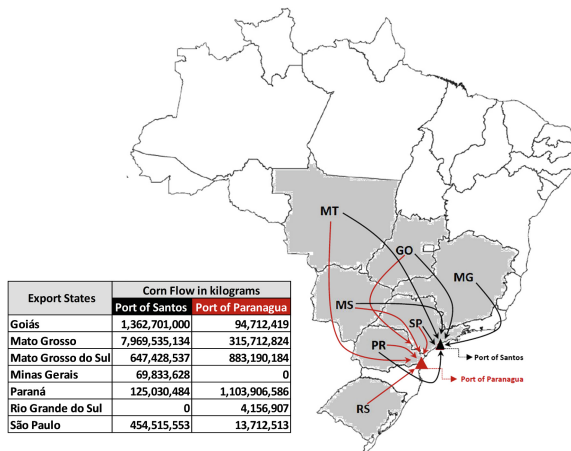 MT
GO
MG
MS
SP
PR
RS
Port of Santos
Port of Paranagua
Export States Corn Flow in kilograms
Port of Santos Port of Paranagua
Goiás 1,362,701,000 94,712,419
Mato Grosso 7,969,535,134 315,712,824
Mato Grosso do Sul 647,428,537 883,190,184
Minas Gerais 69,833,628 0
Paraná 125,030,484 1,103,906,586
Rio Grande do Sul 0 4,156,907
São Paulo 454,515,553 13,712,513